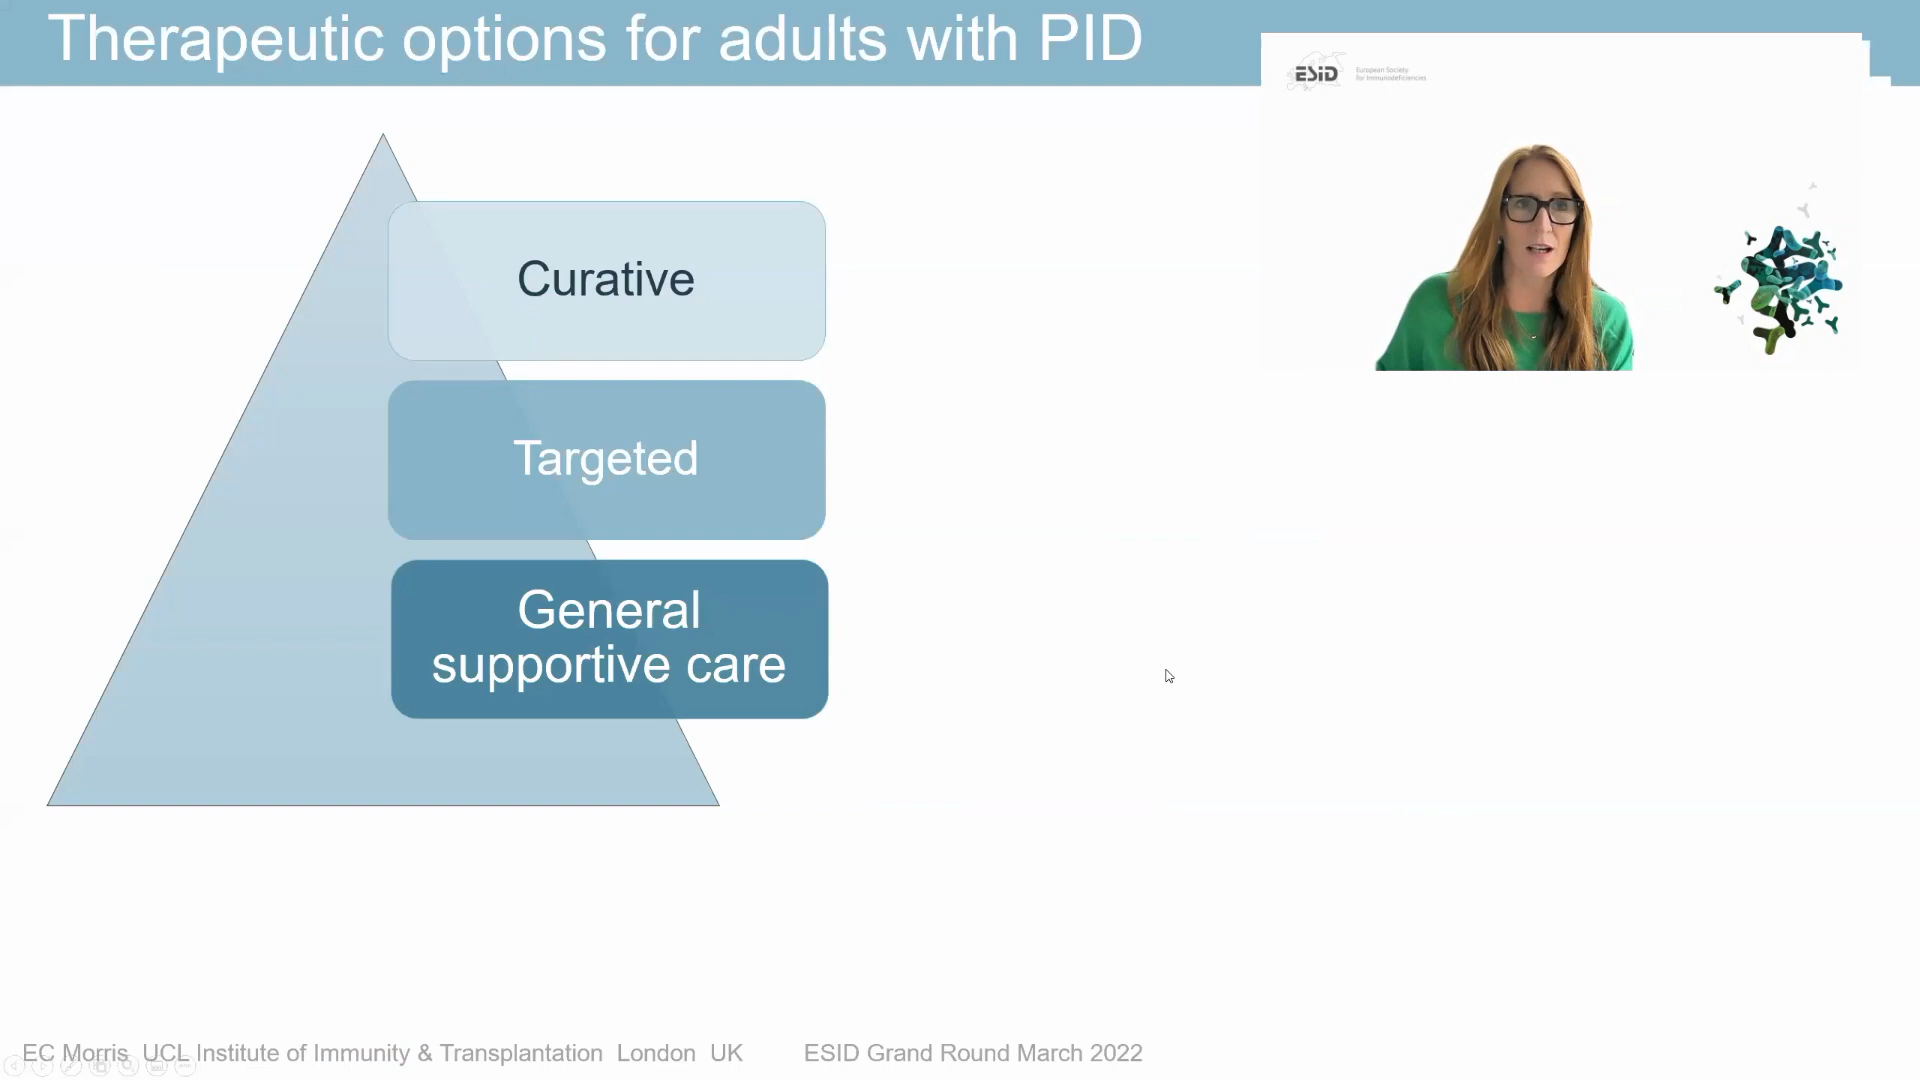 Therapeutic options for adults with PID
ESID
European Society
for Immunodeficiencies
Curative
Targeted
General
supportive care
EC Morris UCL Institute of Immunity & Transplantation London UK
ESID Grand Round March 2022